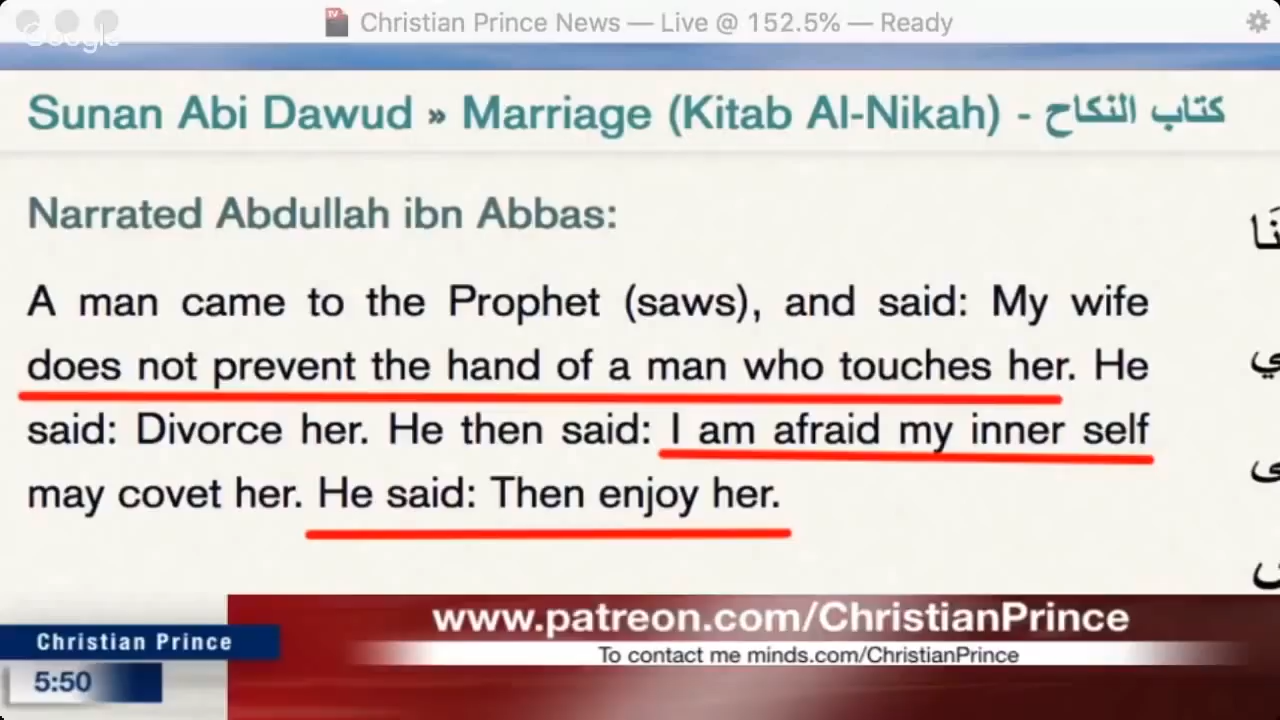 Christian Prince News — Live @ 152.5% — Ready
Google
Sunan Abi Dawud » Marriage (Kitab Al-Nikah) - كتاب النكاح
Narrated Abdullah ibn Abbas:
A man came to the Prophet (saws), and said: My wife
does not prevent the hand of a man who touches her. He
said: Divorce her. He then said: I am afraid my inner self
may covet her. He said: Then enjoy her.
www.patreon.com/ChristianPrince
Christian Prince
To contact me minds.com/ChristianPrince
5:50